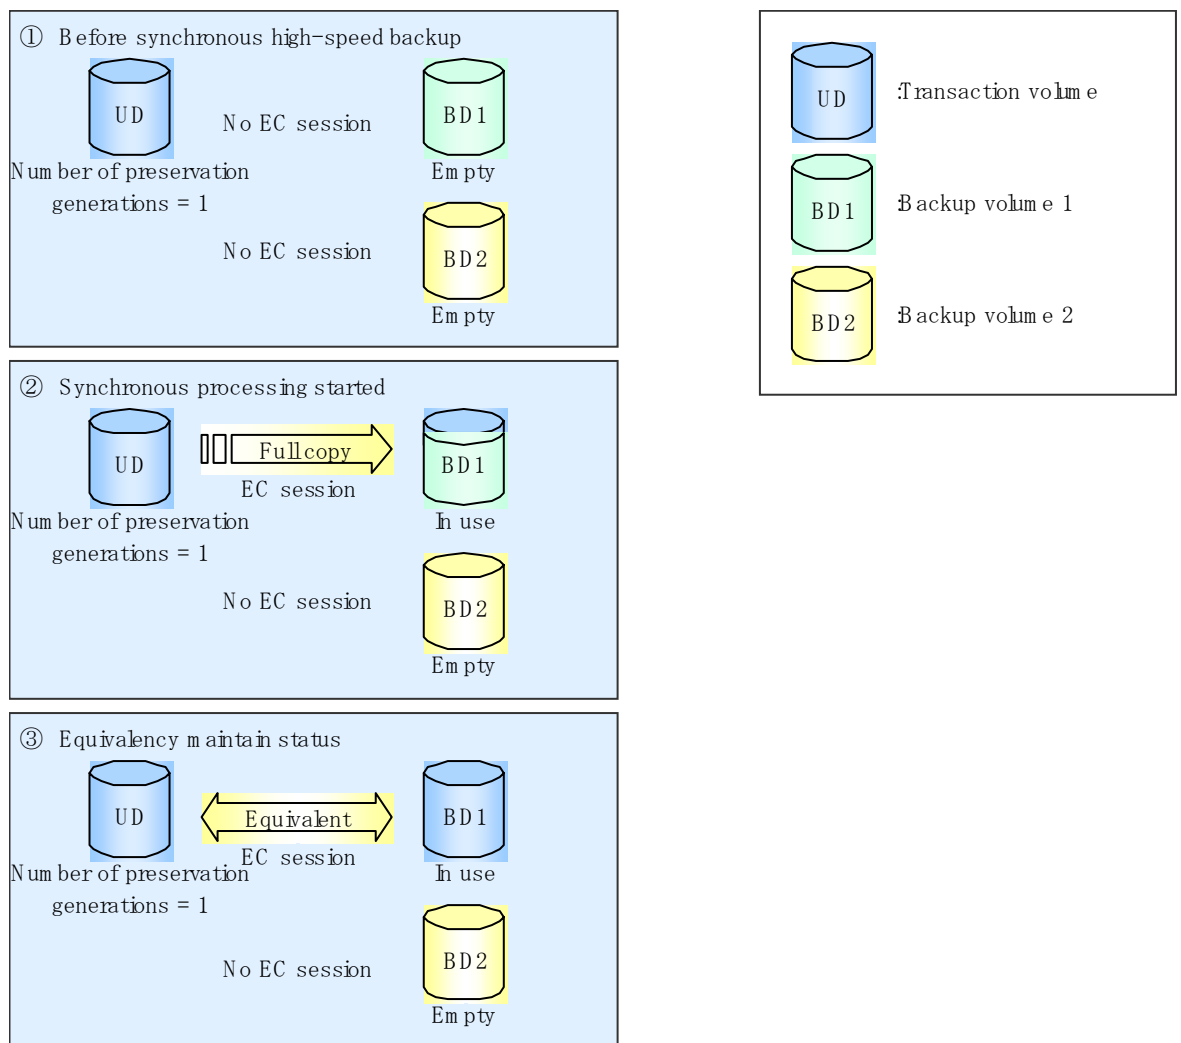 ① Before synchronous high-speed backup
UD
No EC session
BD1
Number of preservation
generations = 1
Empty
No EC session
BD2
Empty
② Synchronous processing started
UD
Full copy
BD1
EC session
Number of preservation
generations = 1
In use
No EC session
BD2
Empty
③ Equivalency maintain status
UD
Equivalent
BD1
EC session
Number of preservation
generations = 1
In use
No EC session
BD2
Empty
UD
:Transaction volume
BD1
:Backup volume 1
BD2
:Backup volume 2